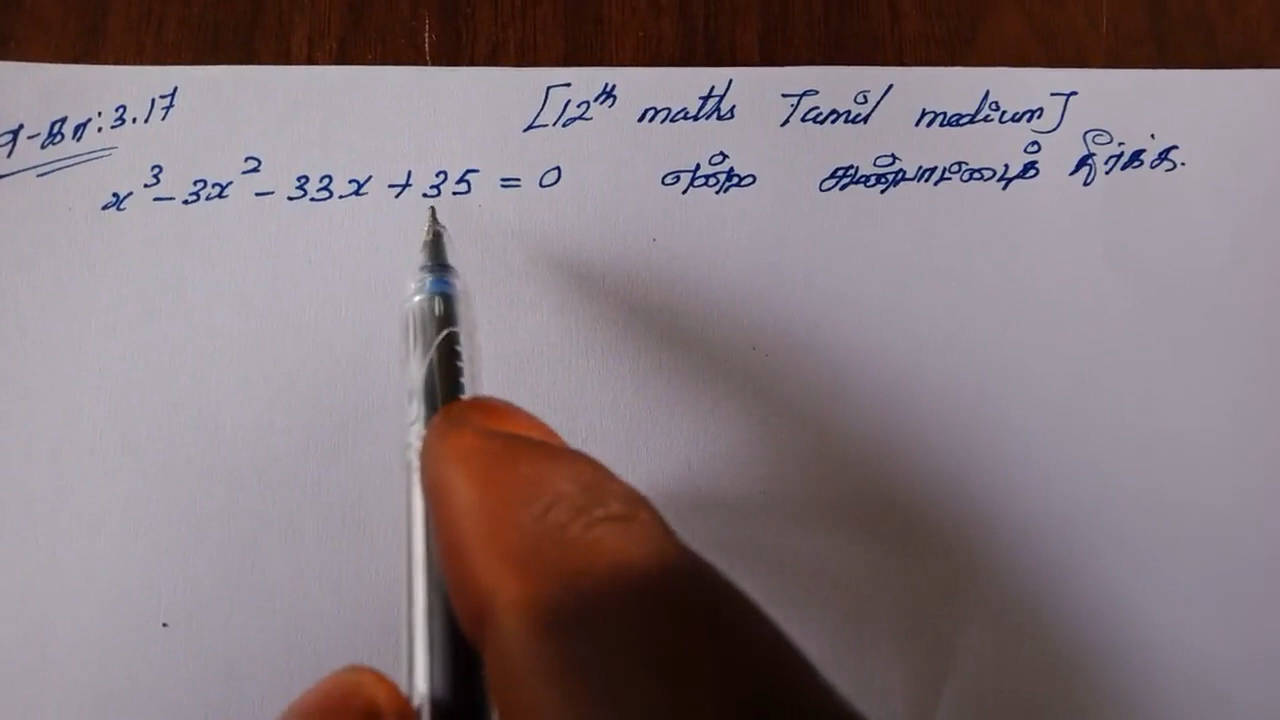 எ-கா: 3.17
[12th maths Tamil medium]
x³ - 3x² - 33x + 35 = 0 என்ற சமன்பாட்டைத் தீர்க்க.